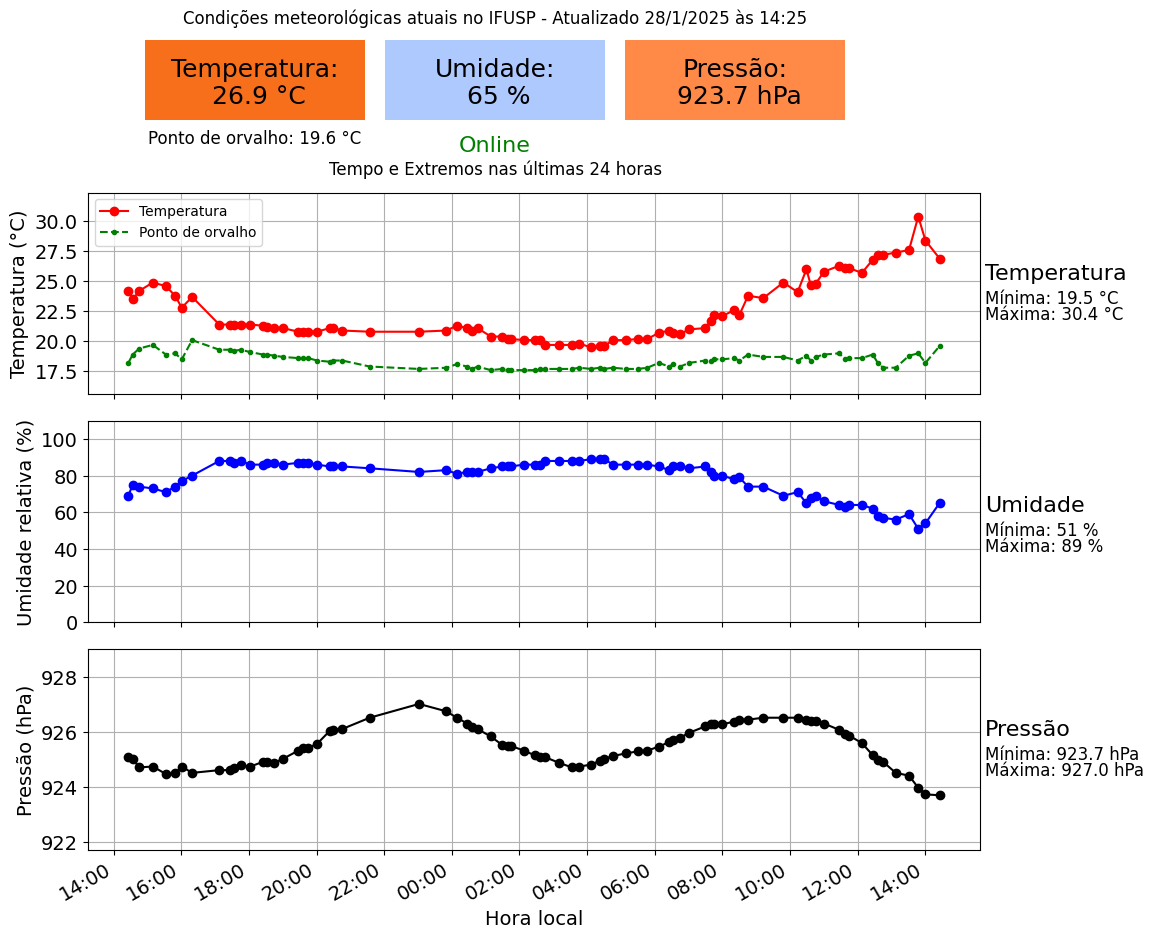 Condições meteorológicas atuais no IFUSP - Atualizado 28/1/2025 às 14:25
Temperatura:
26.9 °C
Umidade:
65 %
Pressão:
923.7 hPa
Ponto de orvalho: 19.6 °C
Online
Tempo e Extremos nas últimas 24 horas
Temperatura (°C)
30.0
27.5
25.0
22.5
20.0
17.5
Temperatura
Ponto de orvalho
Temperatura
Mínima: 19.5 °C
Máxima: 30.4 °C
Umidade relativa (%)
100
80
60
40
20
0
Umidade
Mínima: 51 %
Máxima: 89 %
Pressão (hPa)
928
926
924
922
Pressão
Mínima: 923.7 hPa
Máxima: 927.0 hPa
14:00 16:00 18:00 20:00 22:00 00:00 02:00 04:00 06:00 08:00 10:00 12:00 14:00
Hora local